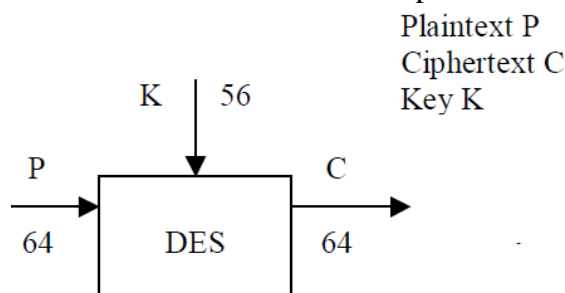 Plaintext P
Ciphertext C
Key K
K 56
P C
64 DES 64